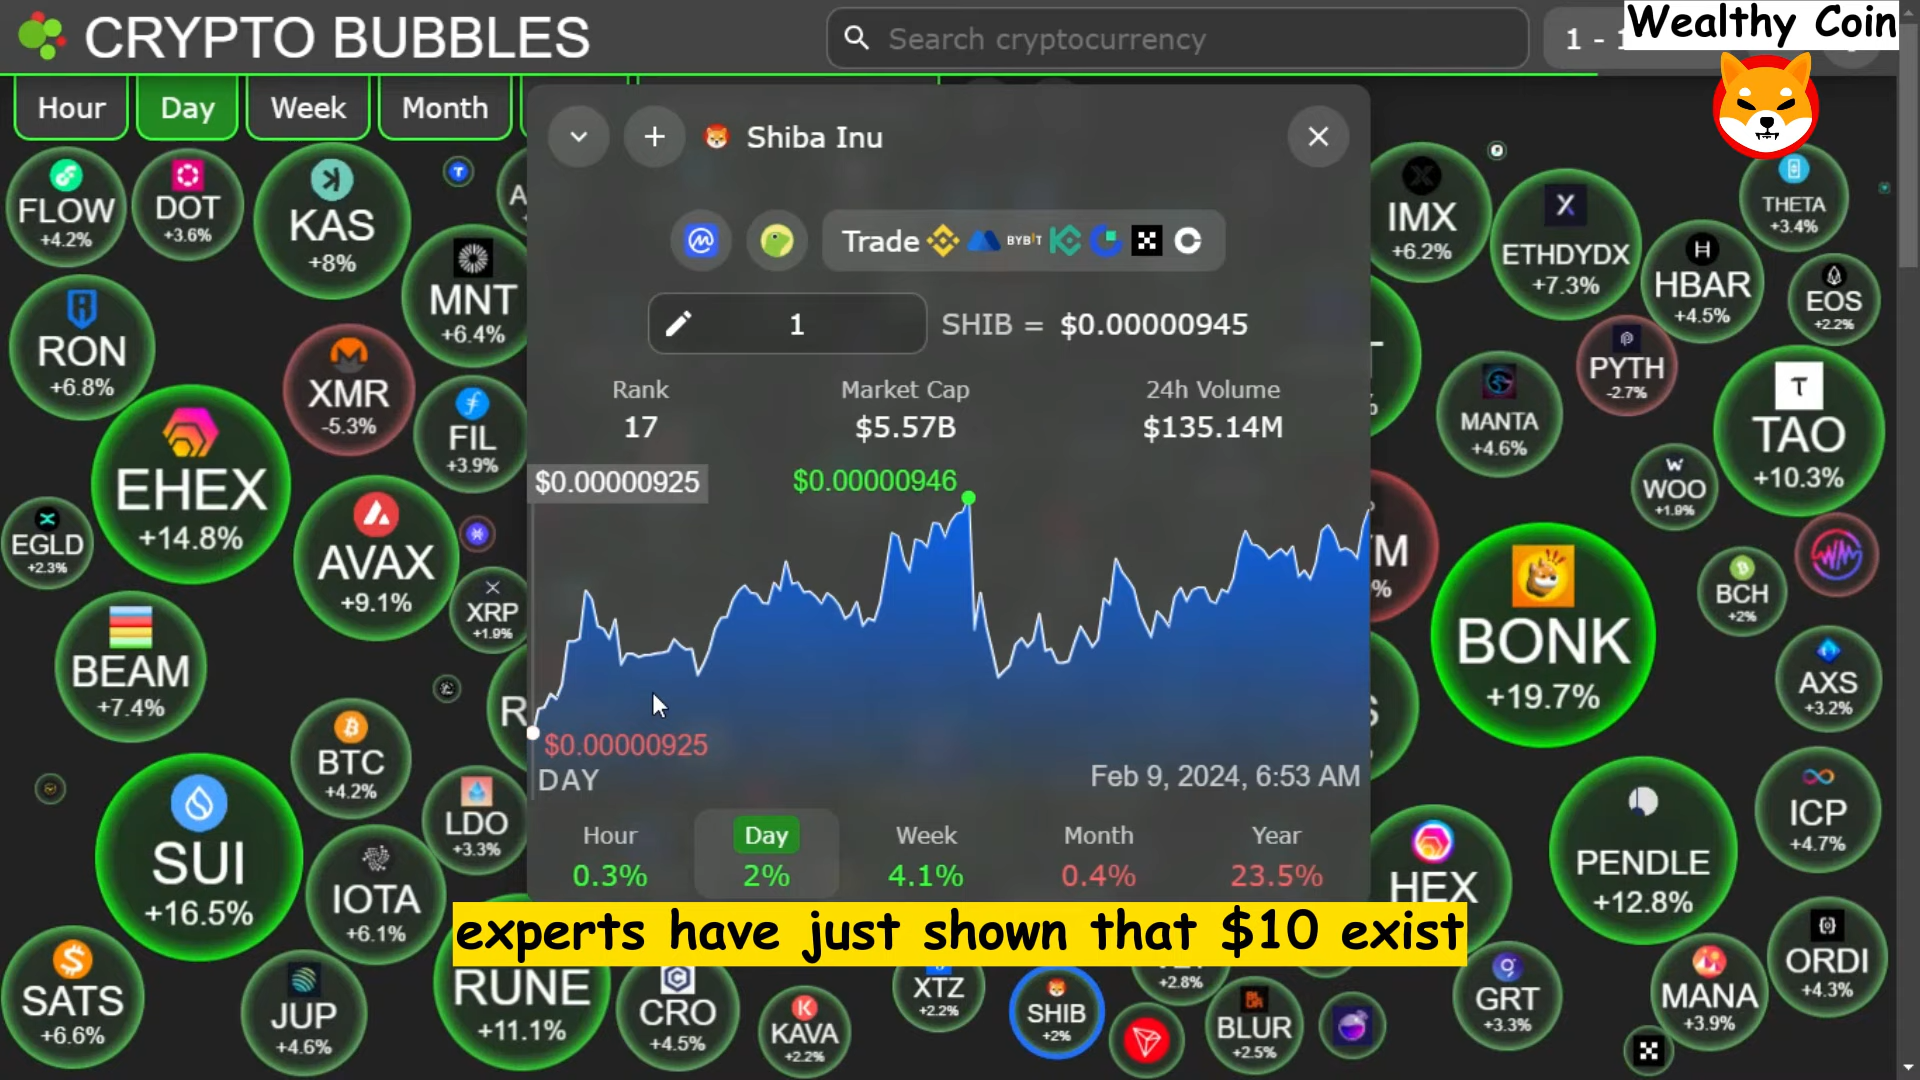 CRYPTO BUBBLES
Search cryptocurrency
1 - 1
Wealthy Coin
Hour
Day
Week
Month
Shiba Inu
Trade
BYBIT
1
SHIB = $0.00000945
Rank
17
Market Cap
$5.57B
24h Volume
$135.14M
$0.00000925
$0.00000946
$0.00000925
DAY
Feb 9, 2024, 6:53 AM
Hour
0.3%
Day
2%
Week
4.1%
Month
0.4%
Year
23.5%
experts have just shown that $10 exist
FLOW
+4.2%
DOT
+3.6%
KAS
+8%
MNT
+6.4%
RON
+6.8%
XMR
-5.3%
FIL
+3.9%
EHEX
+14.8%
EGLD
+2.3%
AVAX
+9.1%
XRP
+1.9%
BEAM
+7.4%
BTC
+4.2%
LDO
+3.3%
SUI
+16.5%
IOTA
+6.1%
SATS
+6.6%
JUP
+4.6%
RUNE
+11.1%
CRO
+4.5%
KAVA
+2.2%
XTZ
+2.2%
SHIB
+2%
+2.8%
BLUR
+2.5%
HEX
IMX
+6.2%
ETHDYDX
+7.3%
THETA
+3.4%
HBAR
+4.5%
EOS
+2.2%
PYTH
-2.7%
MANTA
+4.6%
TAO
+10.3%
WOO
+1.9%
BONK
+19.7%
BCH
+2%
AXS
+3.2%
PENDLE
+12.8%
ICP
+4.7%
GRT
+3.3%
MANA
+3.9%
ORDI
+4.3%